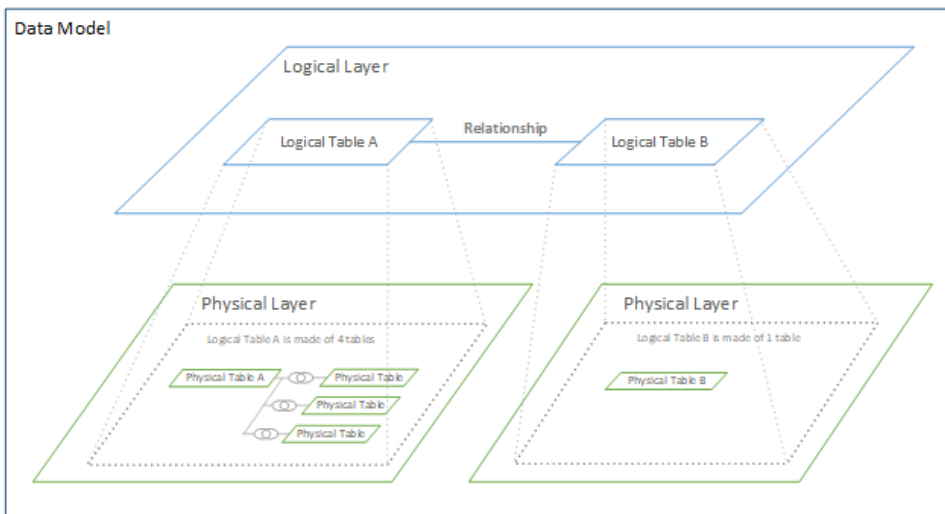 Data Model
Logical Layer
Logical Table A
Relationship
Logical Table B
Physical Layer
Logical Table A is made of 4 tables
Physical Table A
Physical Table
Physical Table
Physical Table
Physical Layer
Logical Table B is made of 1 table
Physical Table B